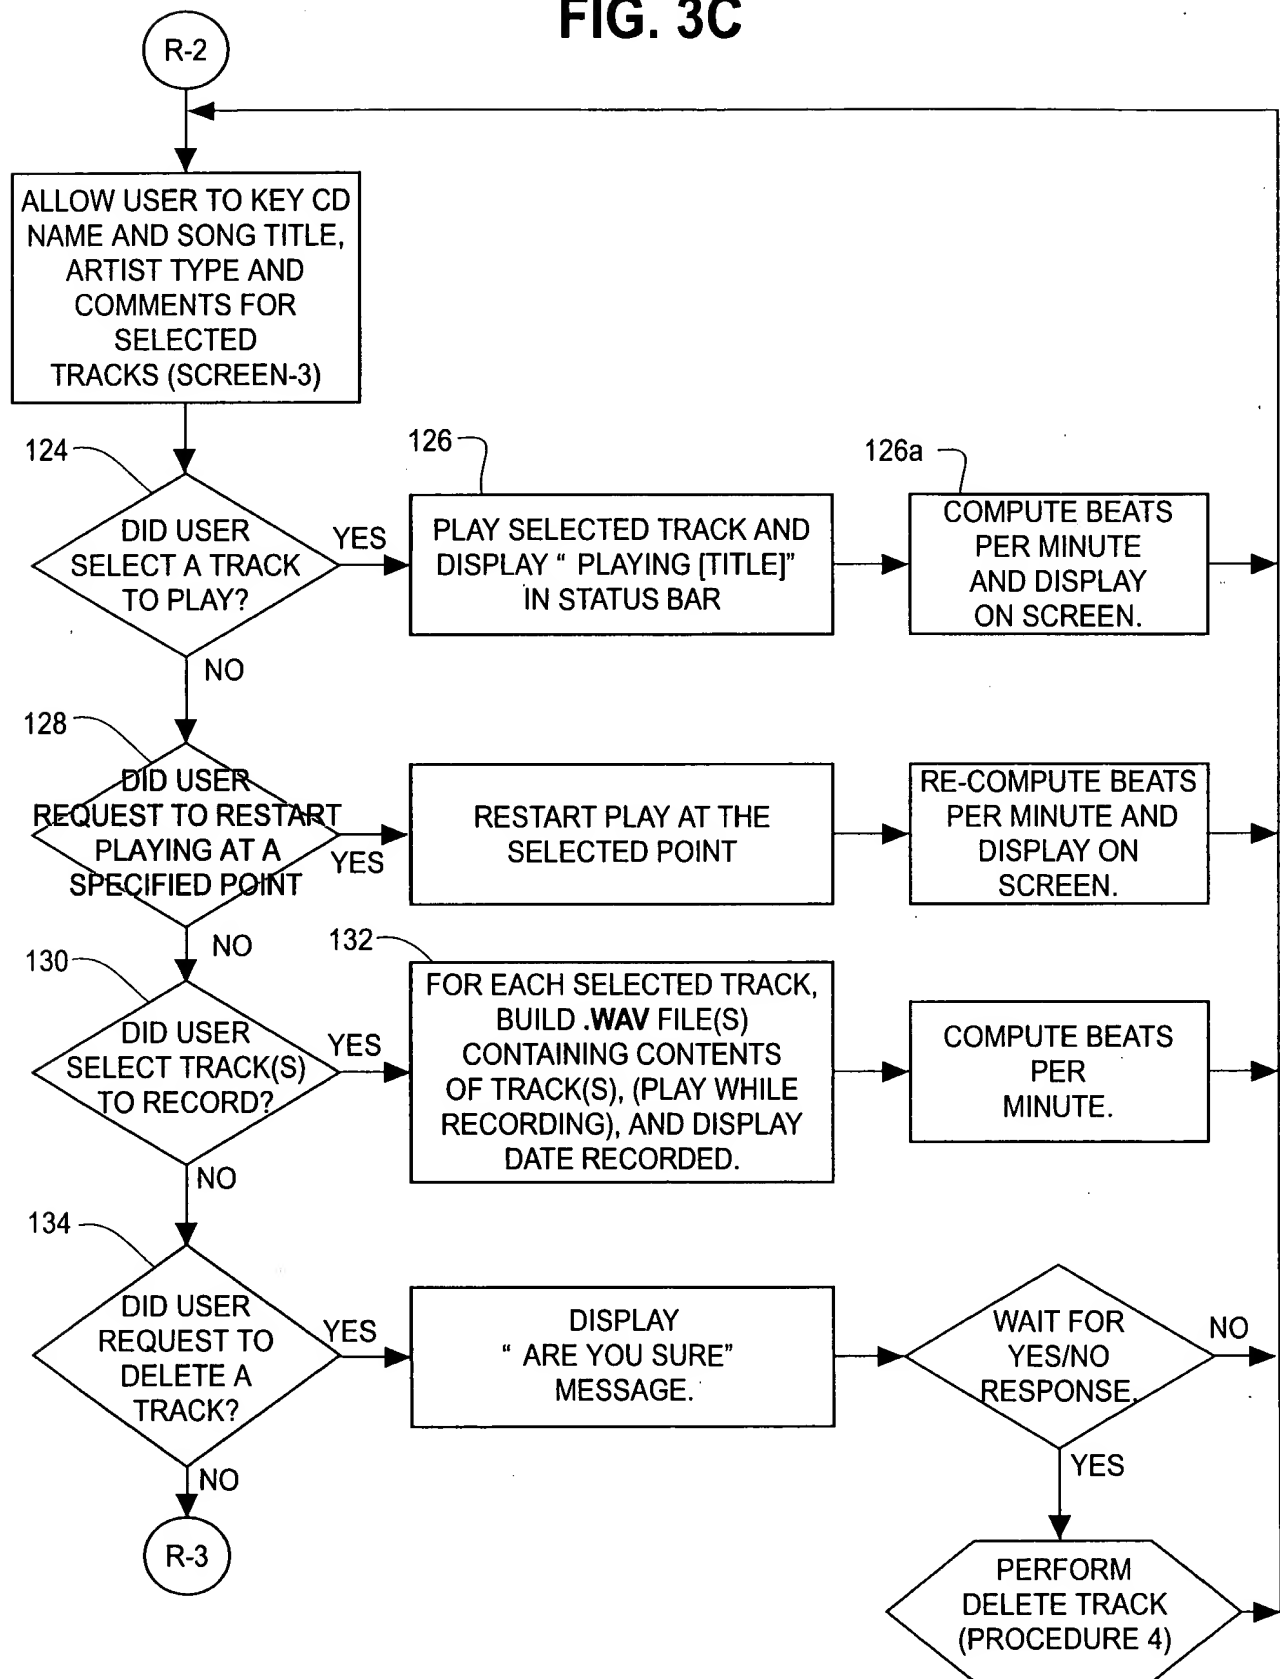 FIG. 3C
R-2
ALLOW USER TO KEY CD
NAME AND SONG TITLE,
ARTIST TYPE AND
COMMENTS FOR
SELECTED
TRACKS (SCREEN-3)
124
DID USER
SELECT A TRACK
TO PLAY?
YES
NO
126
PLAY SELECTED TRACK AND
DISPLAY “ PLAYING [TITLE]”
IN STATUS BAR
126a
COMPUTE BEATS
PER MINUTE
AND DISPLAY
ON SCREEN.
128
DID USER
REQUEST TO RESTART
PLAYING AT A
SPECIFIED POINT
YES
NO
RESTART PLAY AT THE
SELECTED POINT
RE-COMPUTE BEATS
PER MINUTE AND
DISPLAY ON
SCREEN.
130
DID USER
SELECT TRACK(S)
TO RECORD?
YES
NO
132
FOR EACH SELECTED TRACK,
BUILD .WAV FILE(S)
CONTAINING CONTENTS
OF TRACK(S), (PLAY WHILE
RECORDING), AND DISPLAY
DATE RECORDED.
COMPUTE BEATS
PER
MINUTE.
134
DID USER
REQUEST TO
DELETE A
TRACK?
YES
NO
DISPLAY
“ ARE YOU SURE”
MESSAGE.
WAIT FOR
YES/NO
RESPONSE.
NO
YES
R-3
PERFORM
DELETE TRACK
(PROCEDURE 4)